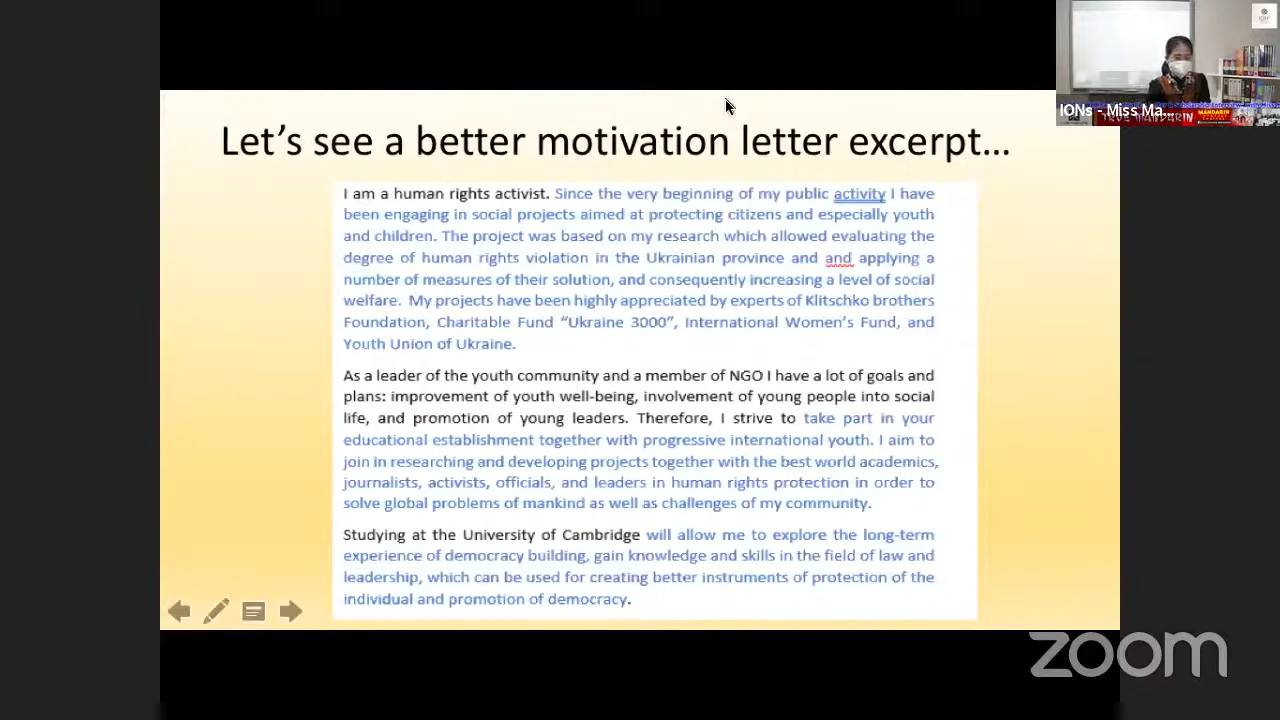 Let's see a better motivation letter excerpt...
I am a human rights activist. Since the very beginning of my public activity I have
been engaging in social projects aimed at protecting citizens and especially youth
and children. The project was based on my research which allowed evaluating the
degree of human rights violation in the Ukrainian province and and applying a
number of measures of their solution, and consequently increasing a level of social
welfare. My projects have been highly appreciated by experts of Klitschko brothers
Foundation, Charitable Fund “Ukraine 3000”, International Women's Fund, and
Youth Union of Ukraine.
As a leader of the youth community and a member of NGO I have a lot of goals and
plans: improvement of youth well-being, involvement of young people into social
life, and promotion of young leaders. Therefore, I strive to take part in your
educational establishment together with progressive international youth. I aim to
join in researching and developing projects together with the best world academics,
journalists, activists, officials, and leaders in human rights protection in order to
solve global problems of mankind as well as challenges of my community.
Studying at the University of Cambridge will allow me to explore the long-term
experience of democracy building, gain knowledge and skills in the field of law and
leadership, which can be used for creating better instruments of protection of the
individual and promotion of democracy.
IONs - Miss Ma...
MANDARIN
zoom